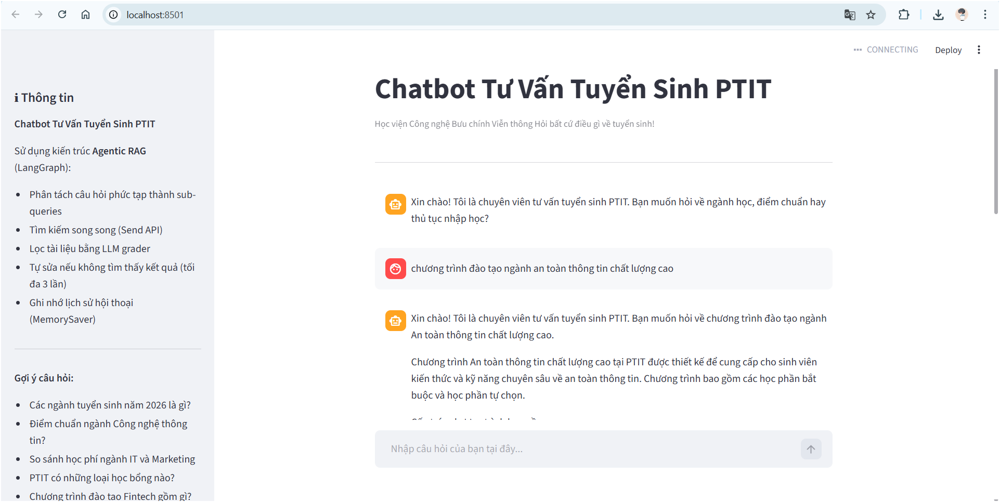 localhost:8501
CONNECTING
Deploy
Thông tin
Chatbot Tư Vấn Tuyển Sinh PTIT
Sử dụng kiến trúc Agentic RAG
(LangGraph):
Phân tách câu hỏi phức tạp thành sub-
queries
Tìm kiếm song song (Send API)
Lọc tài liệu bằng LLM grader
Tự sửa nếu không tìm thấy kết quả (tối
đa 3 lần)
Ghi nhớ lịch sử hội thoại
(MemorySaver)
Gợi ý câu hỏi:
Các ngành tuyển sinh năm 2026 là gì?
Điểm chuẩn ngành Công nghệ thông
tin?
So sánh học phí ngành IT và Marketing
PTIT có những loại học bổng nào?
Chương trình đào tạo Fintech gồm gì?
Chatbot Tư Vấn Tuyển Sinh PTIT
Học viện Công nghệ Bưu chính Viễn thông Hỏi bất cứ điều gì về tuyển sinh!
Xin chào! Tôi là chuyên viên tư vấn tuyển sinh PTIT. Bạn muốn hỏi về ngành học, điểm chuẩn hay
thủ tục nhập học?
chương trình đào tạo ngành an toàn thông tin chất lượng cao
Xin chào! Tôi là chuyên viên tư vấn tuyển sinh PTIT. Bạn muốn hỏi về chương trình đào tạo ngành
An toàn thông tin chất lượng cao.
Chương trình An toàn thông tin chất lượng cao tại PTIT được thiết kế để cung cấp cho sinh viên
kiến thức và kỹ năng chuyên sâu về an toàn thông tin. Chương trình bao gồm các học phần bắt
buộc và học phần tự chọn.
Nhập câu hỏi của bạn tại đây...